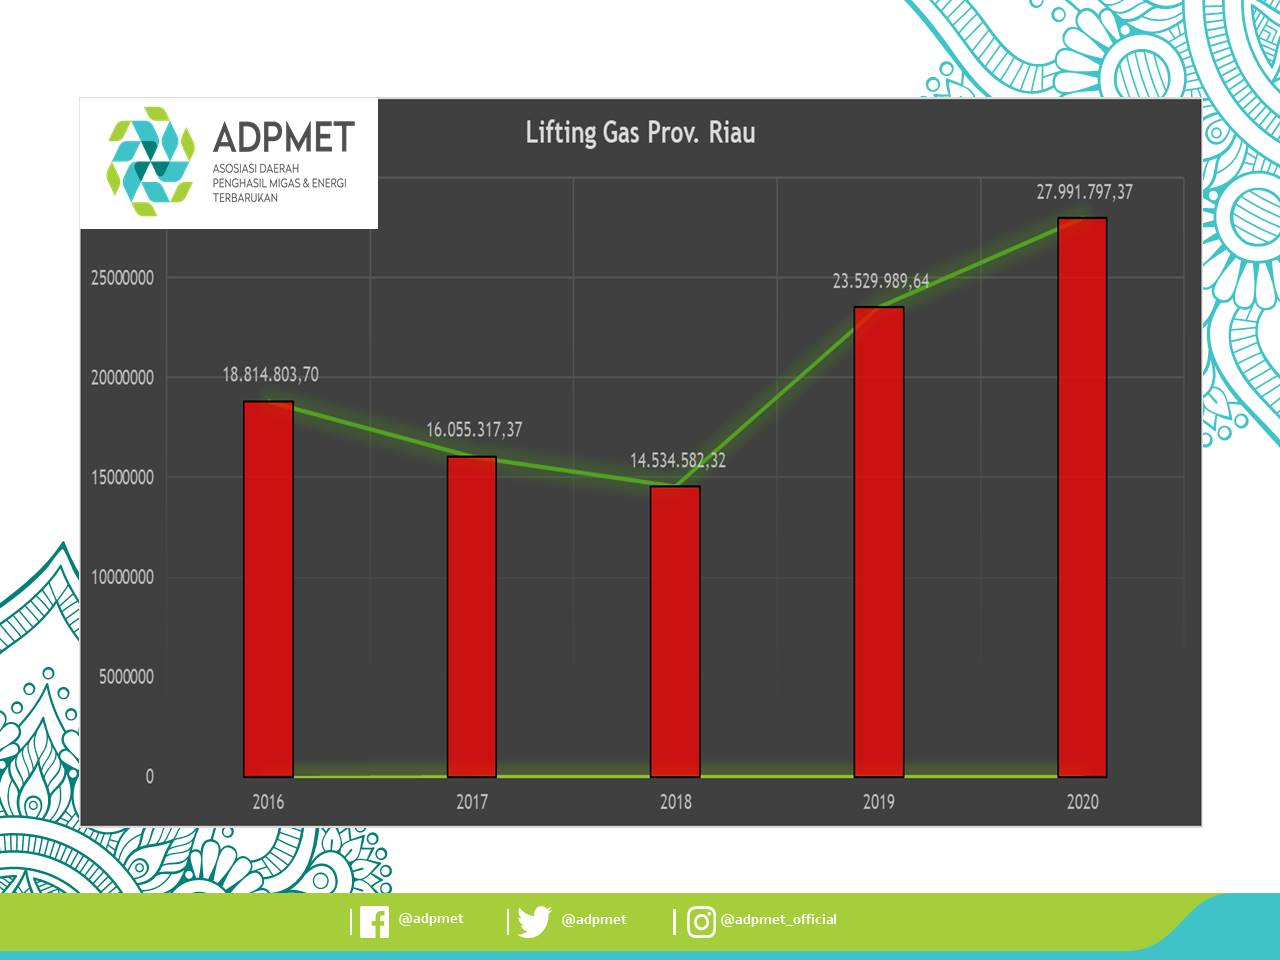 ADPMET
ASOSIASI DAERAH
PENGHASIL MIGAS & ENERGI
TERBARUKAN
Lifting Gas Prov. Riau
27.991.797,37
25000000
23.529.989,64
20000000
18.814.803,70
16.055.317,37
15000000
14.534.582,32
10000000
5000000
0
2016 2017 2018 2019 2020
@adpmet @adpmet @adpmet_official